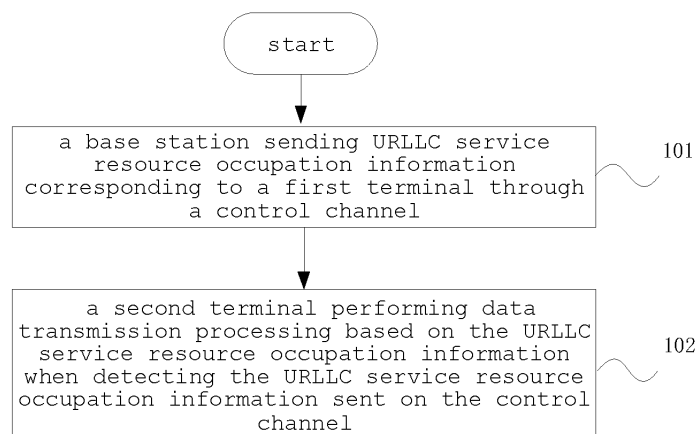 start
a base station sending URLLC service
resource occupation information
corresponding to a first terminal through
a control channel
101
a second terminal performing data
transmission processing based on the URLLC
service resource occupation information
when detecting the URLLC service resource
occupation information sent on the control
channel
102